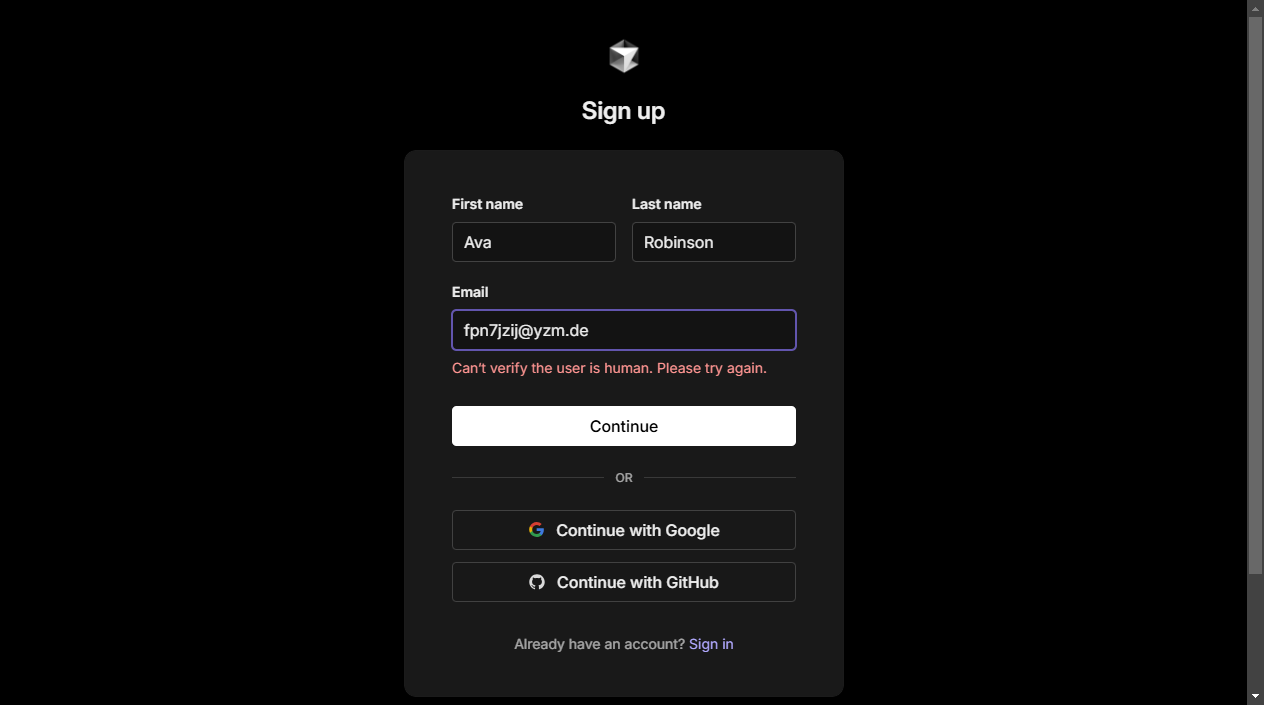 Sign up
First name
Last name
Ava
Robinson
Email
fpn7jzij@yzm.de
Can't verify the user is human. Please try again.
Continue
OR
Continue with Google
Continue with GitHub
Already have an account? Sign in